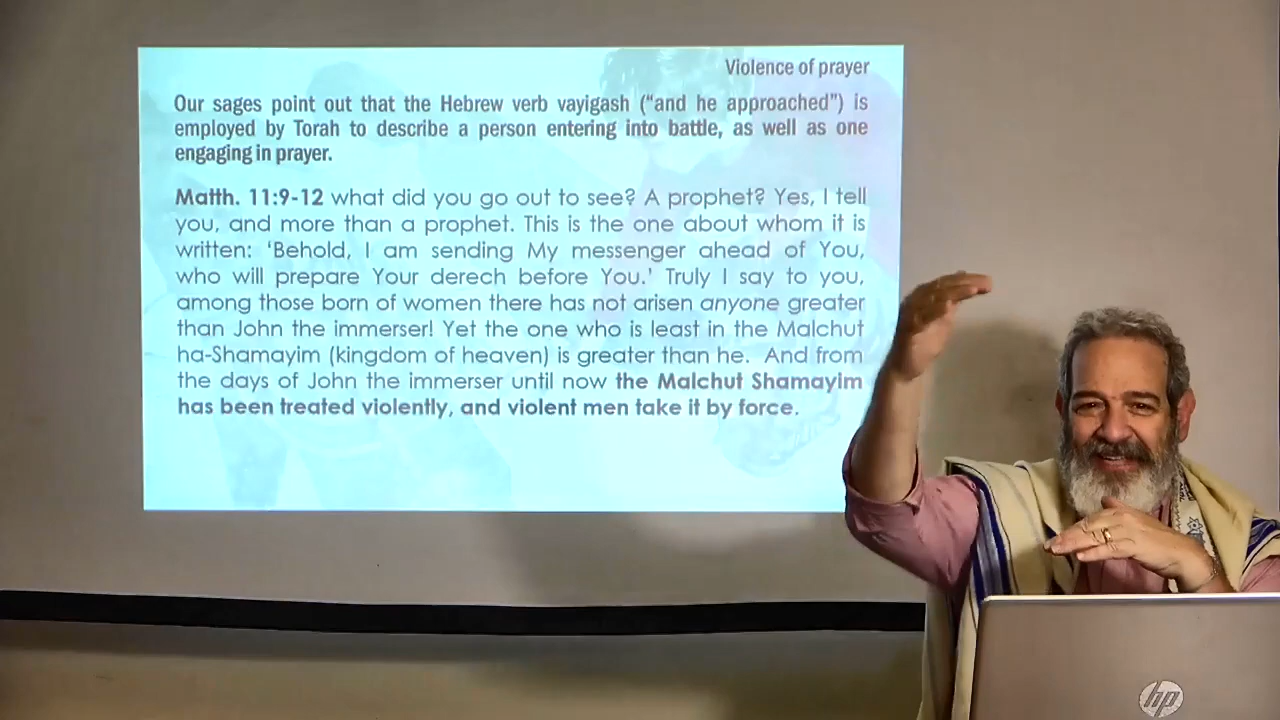 Violence of prayer
Our sages point out that the Hebrew verb vayigash (“and he approached”) is
employed by Torah to describe a person entering into battle, as well as one
engaging in prayer.
Matth. 11:9-12 what did you go out to see? A prophet? Yes, I tell
you, and more than a prophet. This is the one about whom it is
written: ‘Behold, I am sending My messenger ahead of You,
who will prepare Your derech before You.’ Truly I say to you,
among those born of women there has not arisen anyone greater
than John the immerser! Yet the one who is least in the Malchut
ha-Shamayim (kingdom of heaven) is greater than he. And from
the days of John the immerser until now the Malchut Shamayim
has been treated violently, and violent men take it by force.
hp